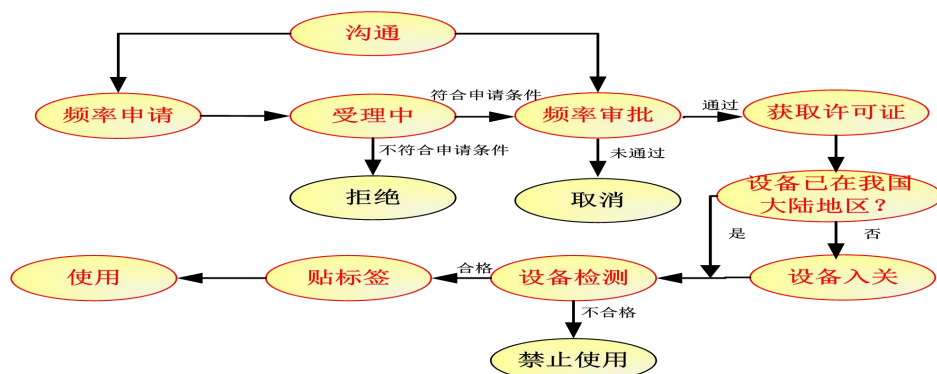 沟通
频率申请
受理中
符合申请条件
频率审批
通过
获取许可证
不符合申请条件
未通过
拒绝
取消
设备已在我国
大陆地区？
是
否
使用
贴标签
合格
设备检测
设备入关
不合格
禁止使用